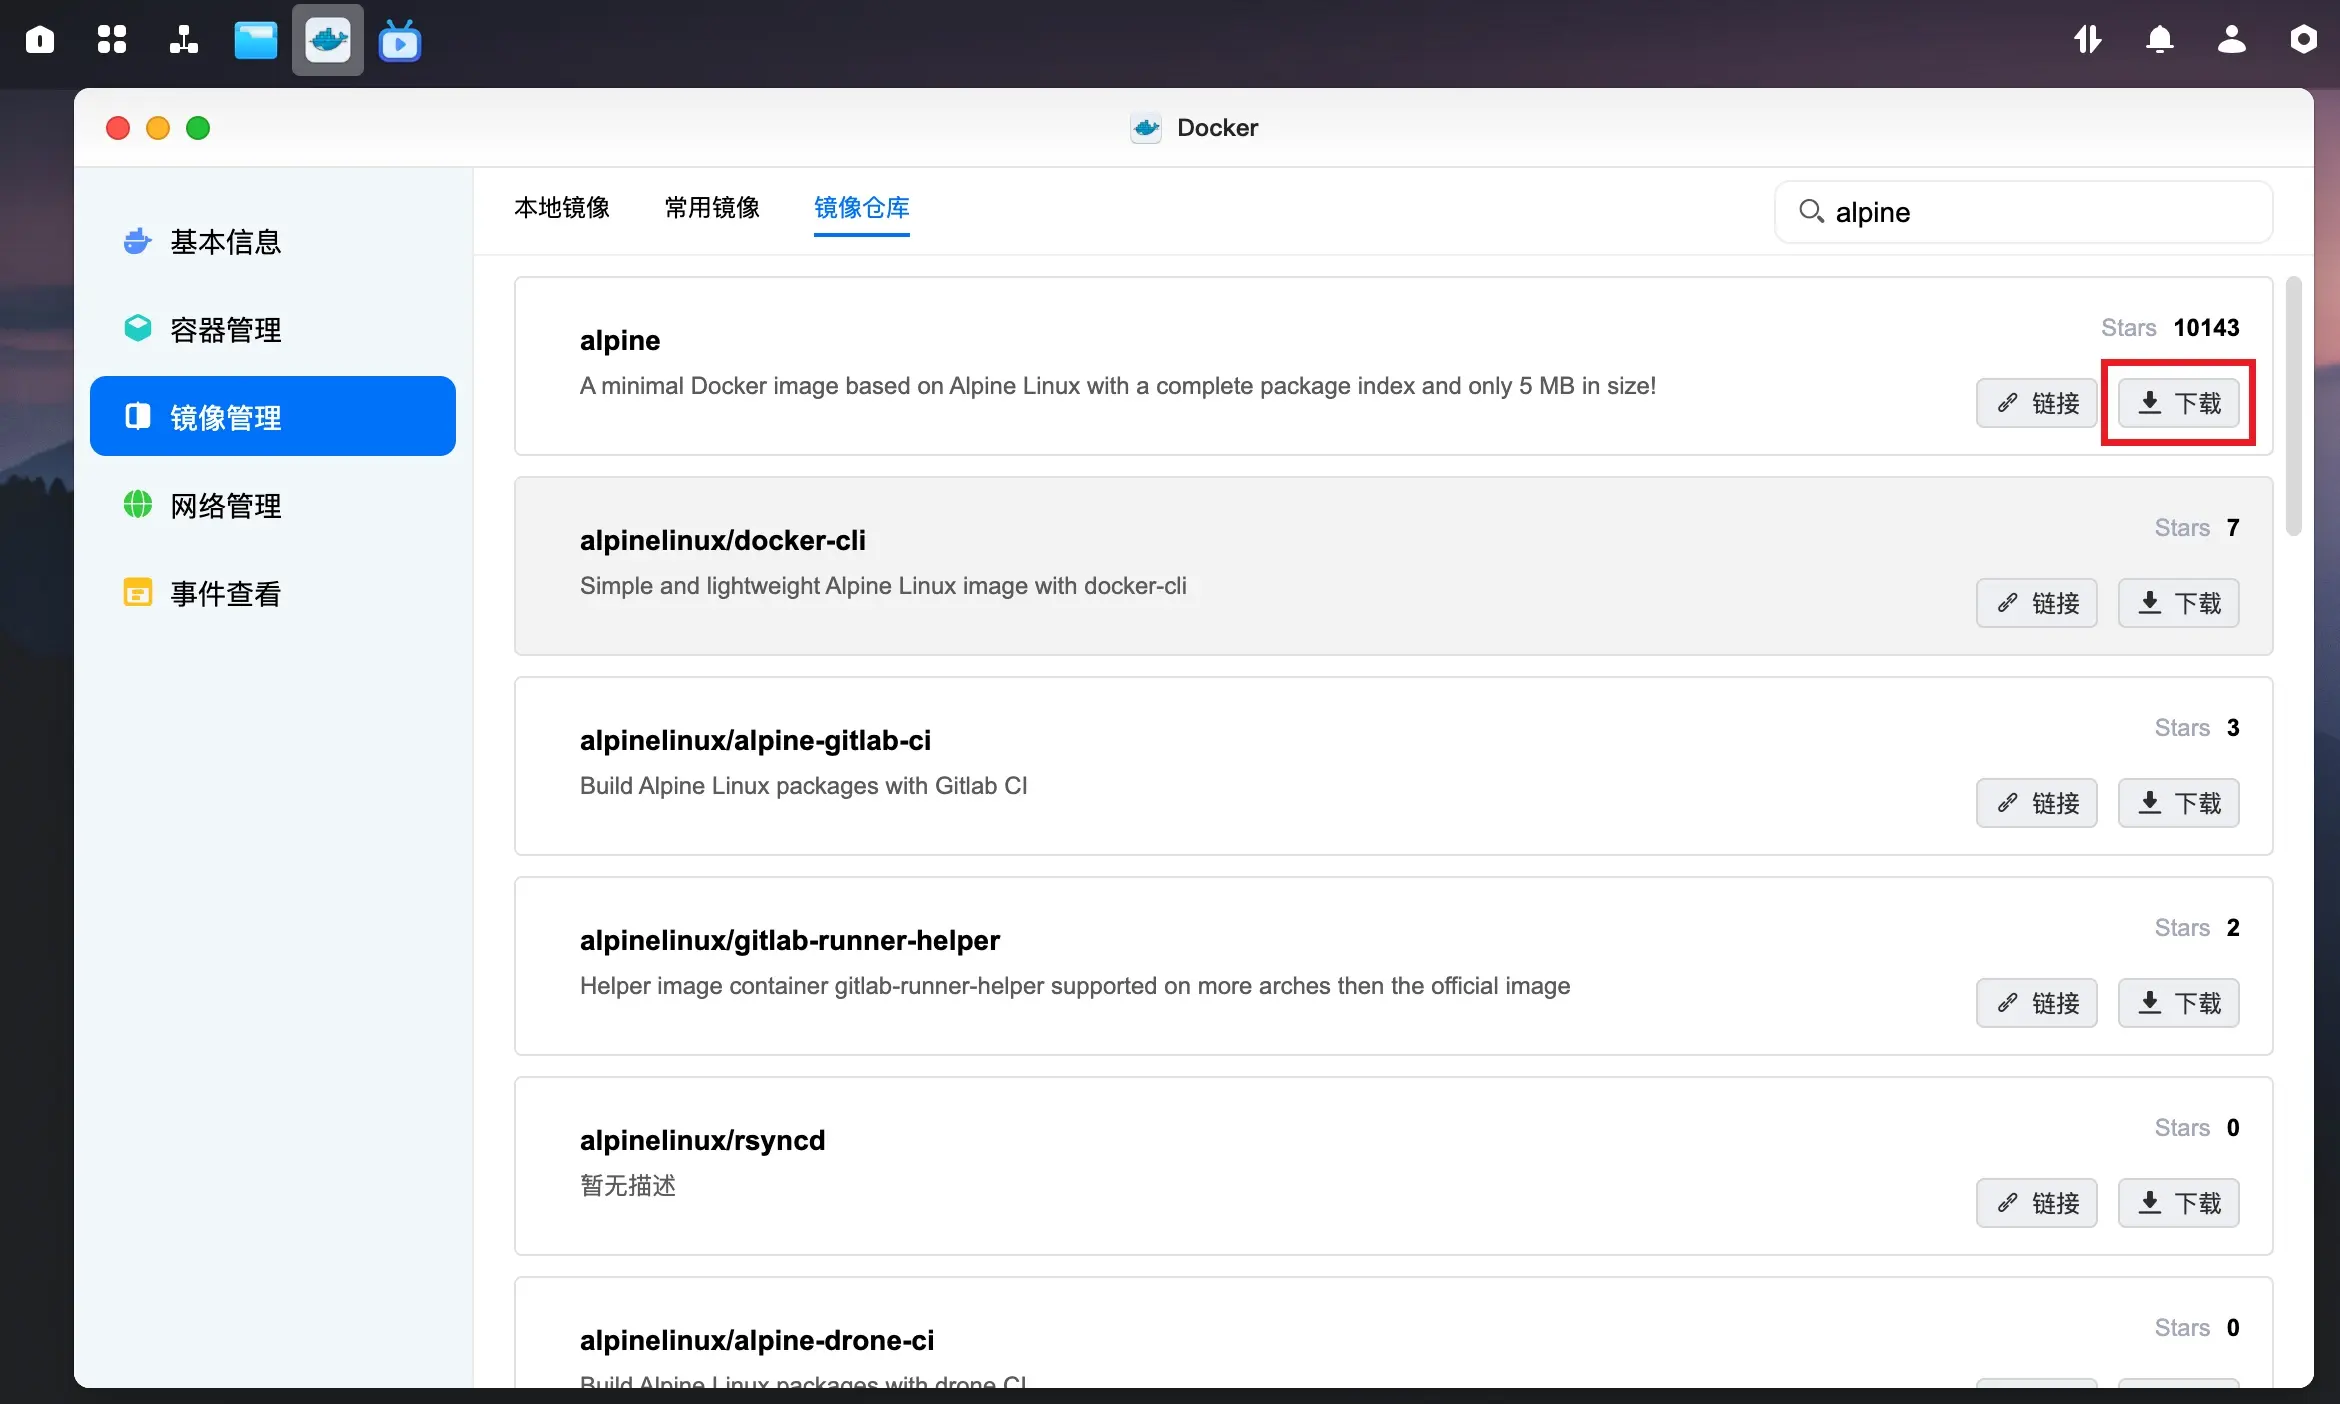 Docker
基本信息
容器管理
镜像管理
网络管理
事件查看
本地镜像 常用镜像 镜像仓库
alpine
alpine
Stars 10143
A minimal Docker image based on Alpine Linux with a complete package index and only 5 MB in size!
链接 下载
alpinelinux/docker-cli
Stars 7
Simple and lightweight Alpine Linux image with docker-cli
链接 下载
alpinelinux/alpine-gitlab-ci
Stars 3
Build Alpine Linux packages with Gitlab CI
链接 下载
alpinelinux/gitlab-runner-helper
Stars 2
Helper image container gitlab-runner-helper supported on more arches then the official image
链接 下载
alpinelinux/rsyncd
Stars 0
暂无描述
链接 下载
alpinelinux/alpine-drone-ci
Stars 0
Build Alpine Linux packages with drone CI